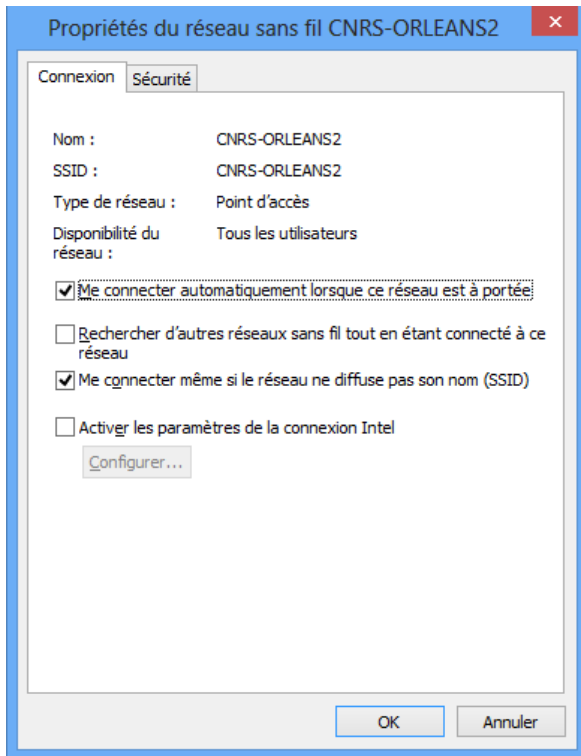 Propriétés du réseau sans fil CNRS-ORLEANS2
Connexion
Sécurité
Nom :
CNRS-ORLEANS2
SSID :
CNRS-ORLEANS2
Type de réseau :
Point d'accès
Disponibilité du
réseau :
Tous les utilisateurs
Me connecter automatiquement lorsque ce réseau est à portée
Rechercher d'autres réseaux sans fil tout en étant connecté à ce
réseau
Me connecter même si le réseau ne diffuse pas son nom (SSID)
Activer les paramètres de la connexion Intel
Configurer...
OK
Annuler